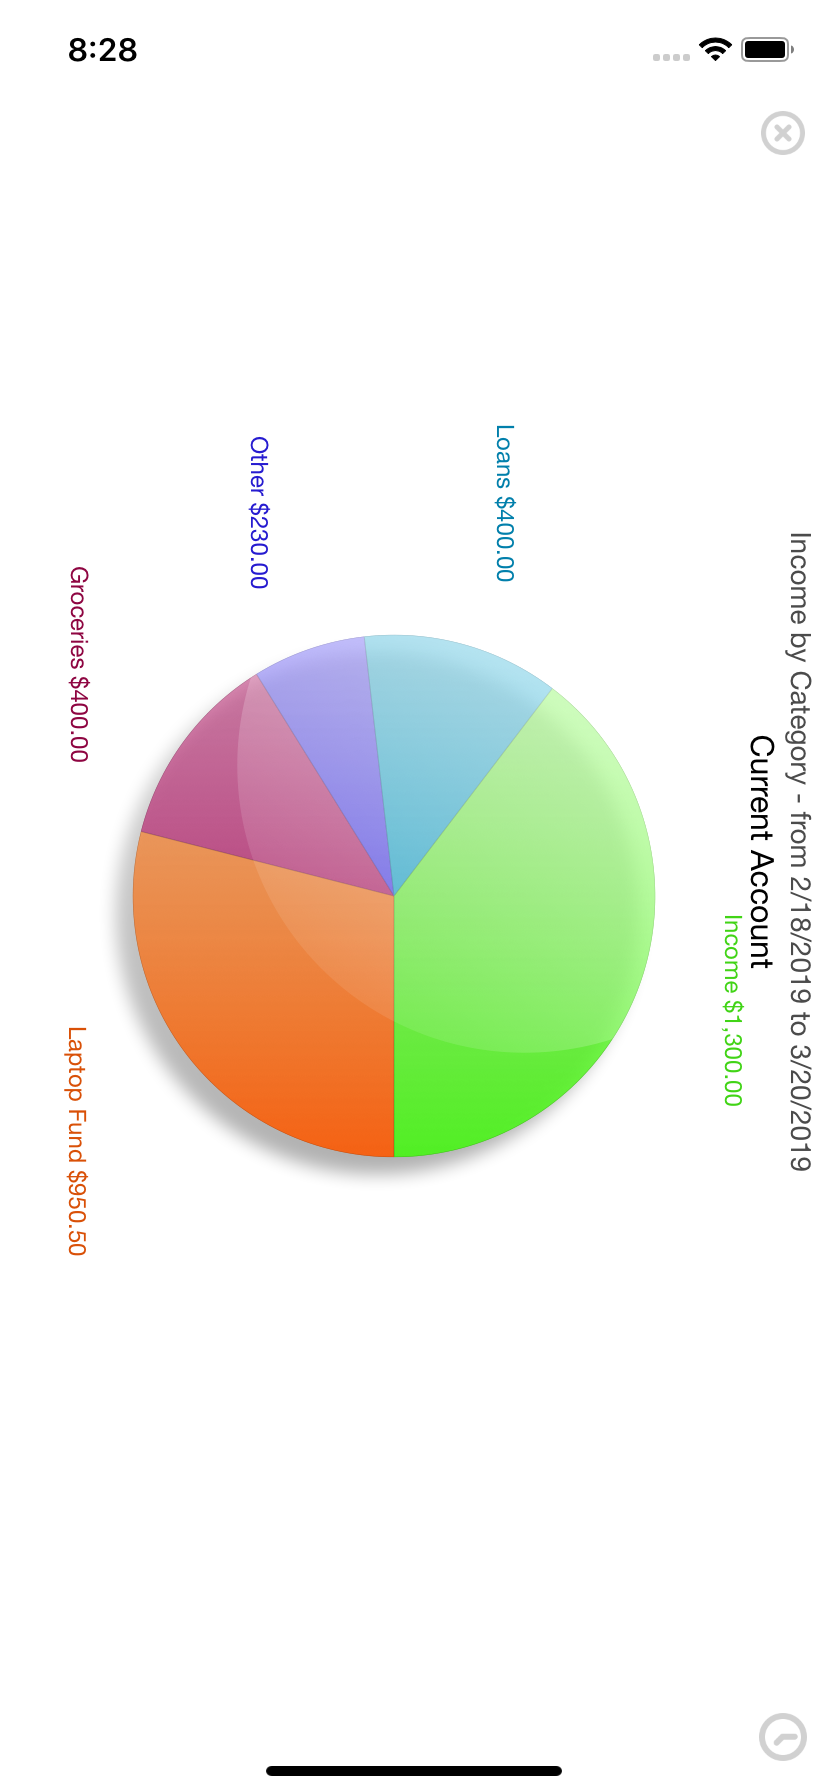 8:28
Income by Category - from 2/18/2019 to 3/20/2019
Current Account
Income $1,300.00
Loans $400.00
Other $230.00
Groceries $400.00
Laptop Fund $950.50